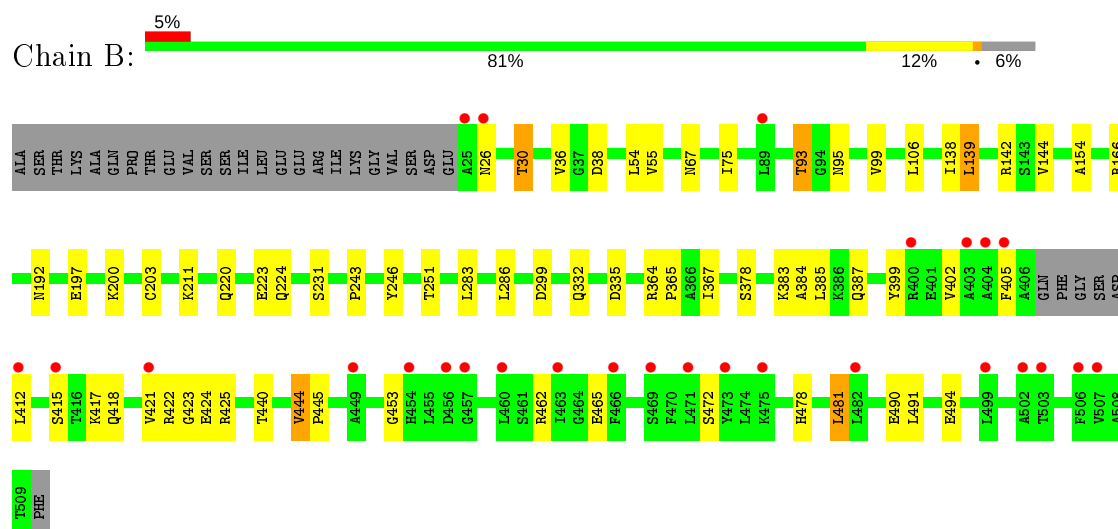 5%
Chain B:
81% 12% • 6%
ALA SER THR LYS ALA GLN PRO THR GLU VAL SER SER ILE LEU GLU GLU ARG ILE LYS GLY VAL SER ASP GLU A25 N26 T30 V36 G37 D38 L54 V55 N67 I75 L89 T93 G94 N95 V99 L106 I138 L139 R142 S143 V144 A154 R166
N192 E197 K200 C203 K211 Q220 E223 Q224 S231 P243 Y246 T251 L283 L286 D299 Q332 D335 R364 P365 A366 I367 S378 K383 A384 L385 K386 Q387 Y399 R400 E401 V402 A403 A404 F405 A406 GLN PHE GLY SER ASP
L412 S415 T416 K417 Q418 V421 R422 G423 E424 R425 T440 V444 P445 A449 G453 H454 L455 D456 G457 L460 S461 R462 I463 G464 E465 F466 S469 F470 L471 S472 Y473 L474 K475 H478 L481 L482 E490 L491 E494 L499 A502 T503 F506 V507 A508
T509 PHE